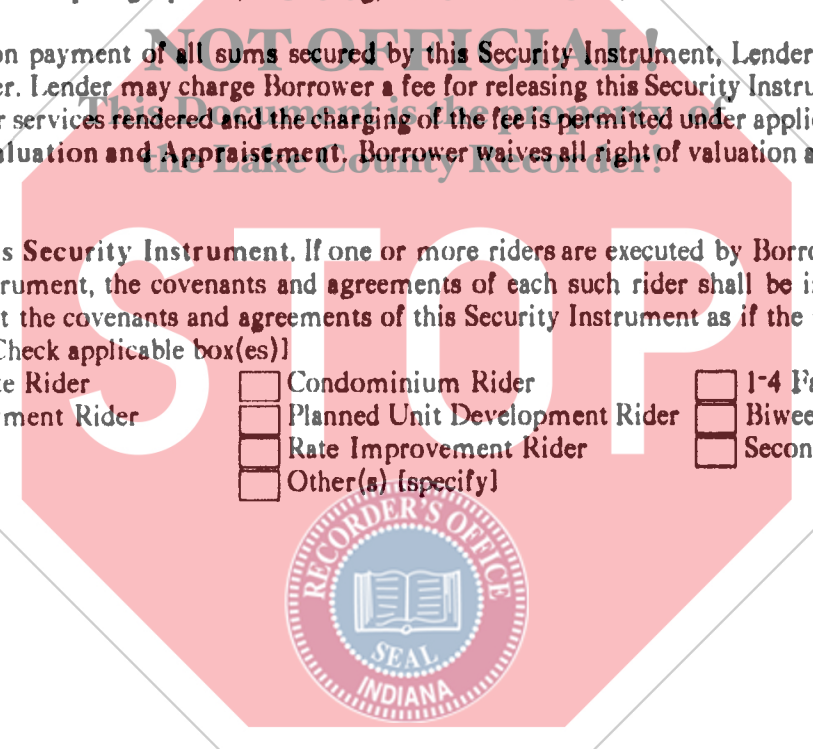 NOT OFFICIAL!
on payment of all sums secured by this Security Instrument, Lender
er. Lender may charge Borrower a fee for releasing this Security Instru
This Document is the property of
r services rendered and the charging of the fee is permitted under appli
aluation and Appraisement. Borrower waives all right of valuation a
the Lake County Recorder!
s Security Instrument. If one or more riders are executed by Borro
rument, the covenants and agreements of each such rider shall be i
t the covenants and agreements of this Security Instrument as if the
Check applicable box(es)]
STOP
e Rider Condominium Rider 1-4 Fa
ment Rider Planned Unit Development Rider Biwee
Rate Improvement Rider Secon
Other(s) [specify]
RECORDER'S OFFICE
SEAL
INDIANA